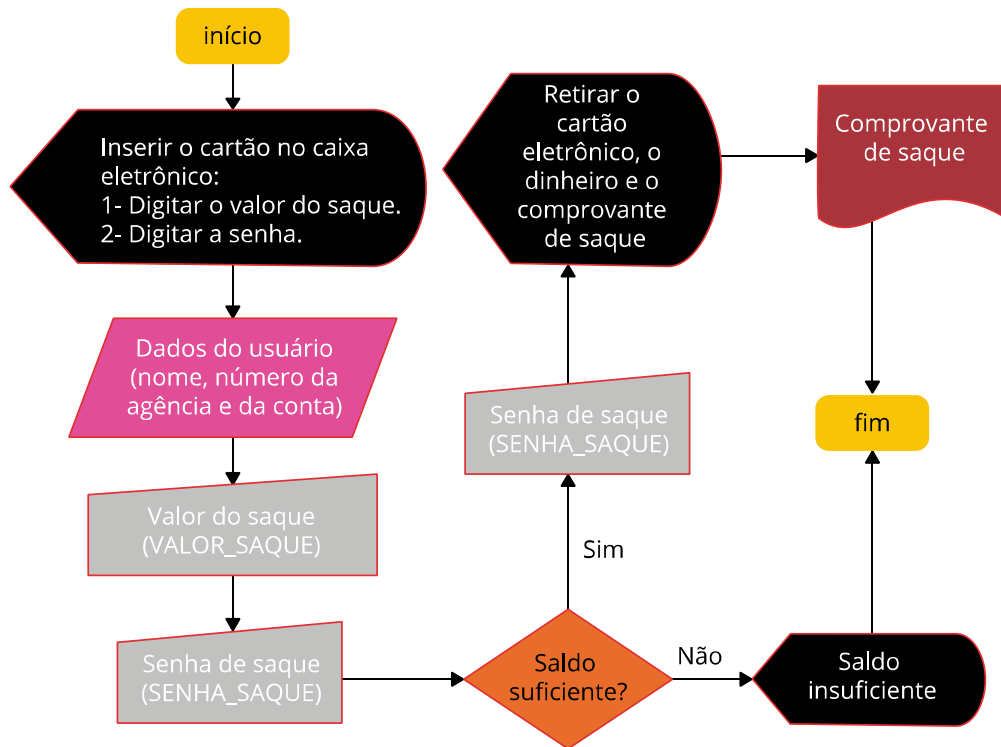 início
Inserir o cartão no caixa
eletrônico:
1- Digitar o valor do saque.
2- Digitar a senha.
Dados do usuário
(nome, número da
agência e da conta)
Valor do saque
(VALOR_SAQUE)
Senha de saque
(SENHA_SAQUE)
Saldo
suficiente?
Sim
Senha de saque
(SENHA_SAQUE)
Retirar o
cartão
eletrônico, o
dinheiro e o
comprovante
de saque
Comprovante
de saque
Não
Saldo
insuficiente
fim